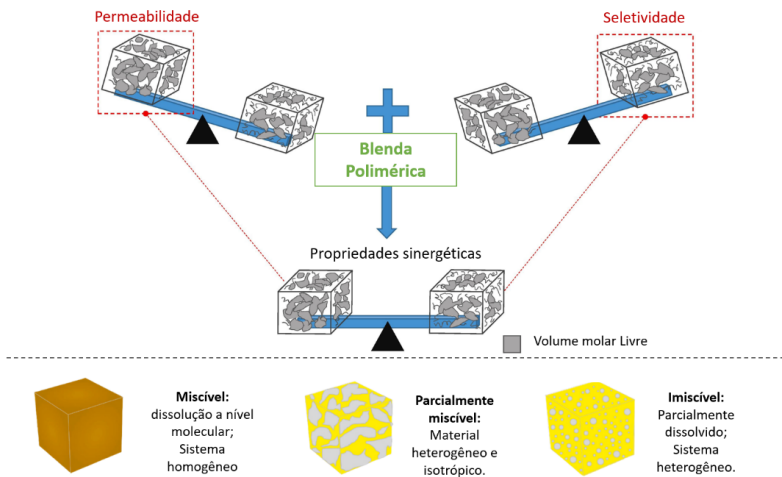 Permeabilidade
Seletividade
Blenda
Polimérica
Propriedades sinergéticas
Volume molar Livre
Miscível:
dissolução a nível
molecular;
Sistema
homogêneo
Parcialmente
miscível:
Material
heterogêneo e
isotrópico.
Imiscível:
Parcialmente
dissolvido;
Sistema
heterogêneo.